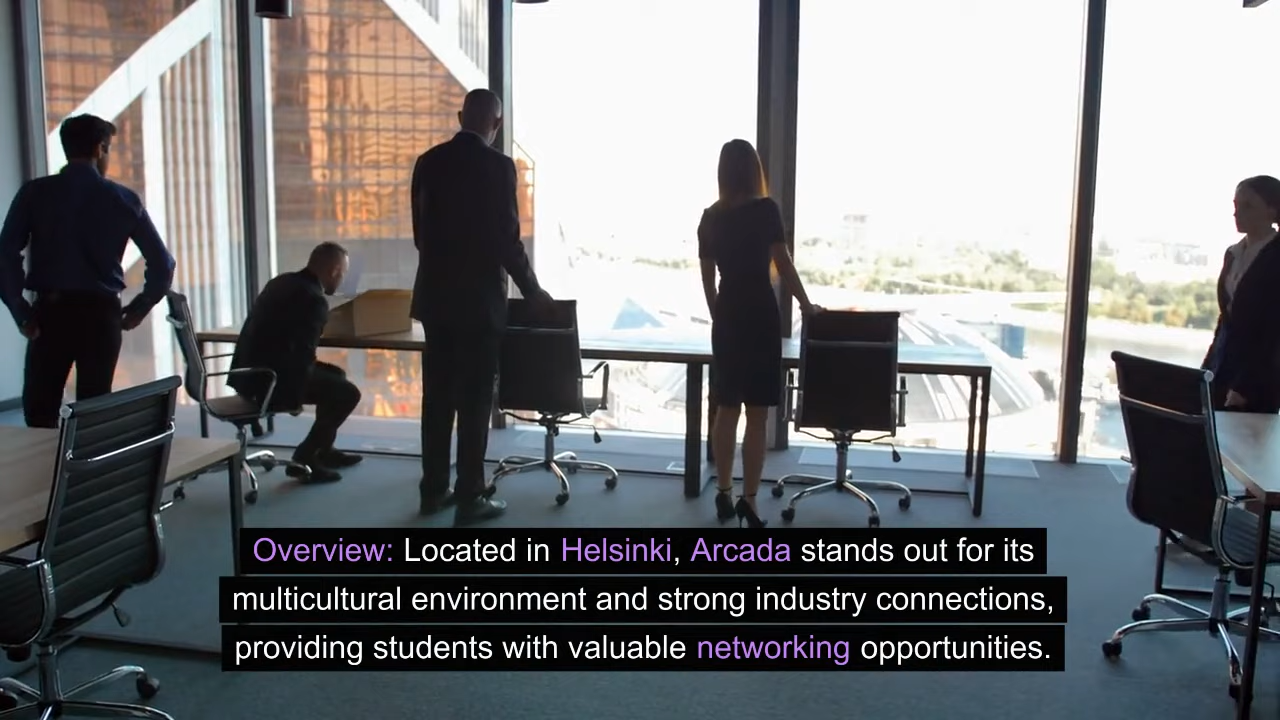 Overview: Located in Helsinki, Arcada stands out for its
multicultural environment and strong industry connections,
providing students with valuable networking opportunities.